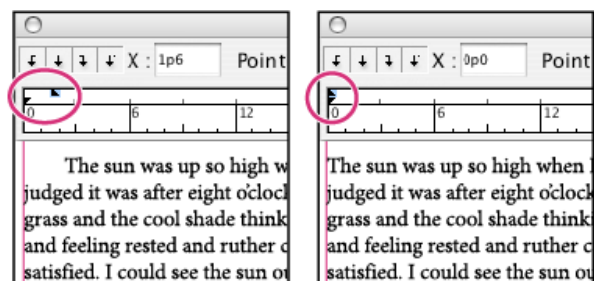 X : 1p6 Point
0 6 12
The sun was up so high w
judged it was after eight o'clock
grass and the cool shade think
and feeling rested and ruther c
satisfied. I could see the sun ou
X : 0p0 Point
0 6 12
The sun was up so high when I
judged it was after eight o'clock
grass and the cool shade thinki
and feeling rested and ruther c
satisfied. I could see the sun ou